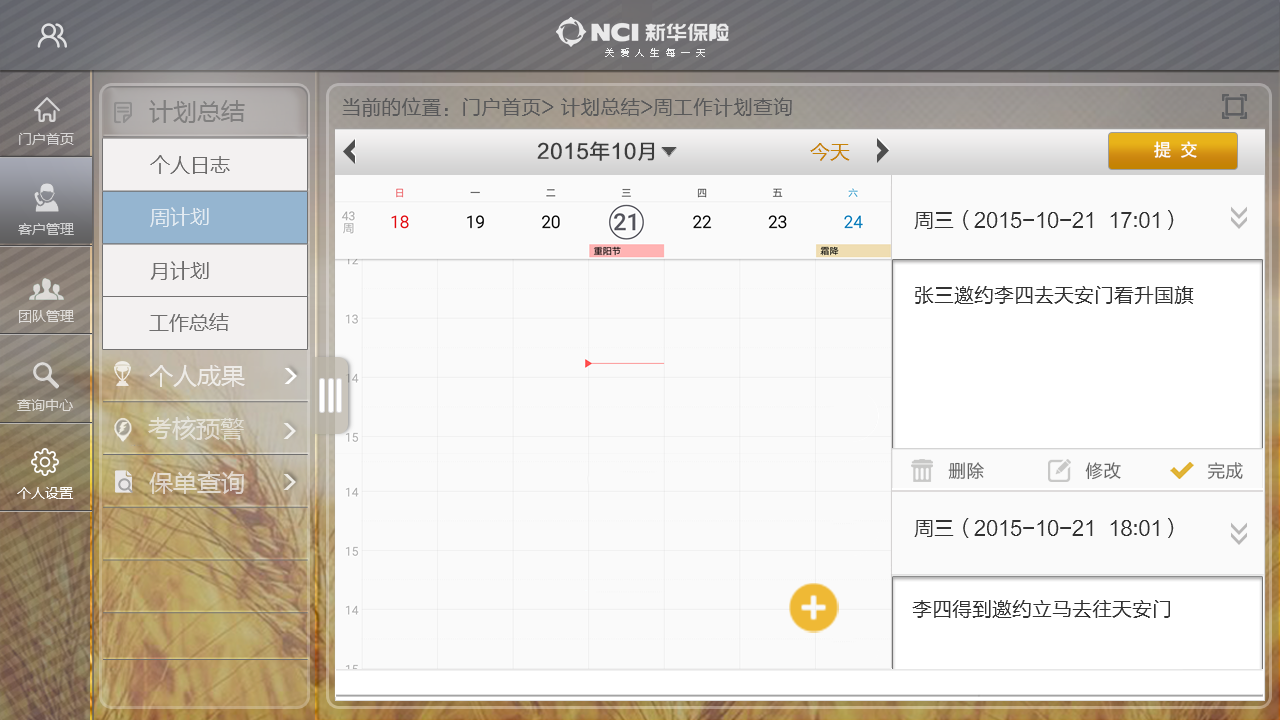 NCI 新华保险
关爱人生每一天
门户首页
客户管理
团队管理
查询中心
个人设置
计划总结
个人日志
周计划
月计划
工作总结
个人成果
考核预警
保单查询
当前的位置：门户首页> 计划总结>周工作计划查询
2015年10月
今天
提 交
日 一 二 三 四 五 六
43周
18 19 20 21 22 23 24
重阳节
霜降
12
13
14
15
14
15
14
15
周三（2015-10-21 17:01）
张三邀约李四去天安门看升国旗
删除 修改 完成
周三（2015-10-21 18:01）
李四得到邀约立马去往天安门